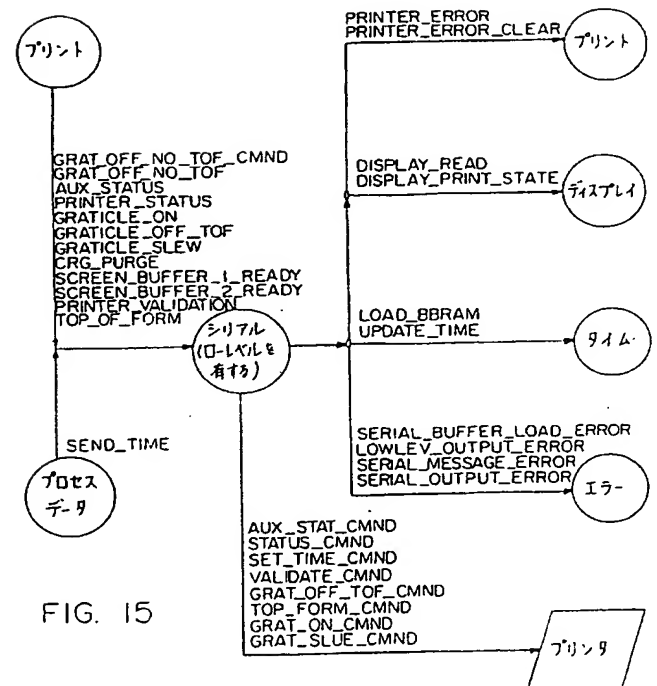 プリント
GRAT_OFF_NO_TOF_CMND
GRAT_OFF_NO_TOF
AUX_STATUS
PRINTER_STATUS
GRATICLE_ON
GRATICLE_OFF_TOF
GRATICLE_SLEW
CRG_PURGE
SCREEN_BUFFER_1_READY
SCREEN_BUFFER_2_READY
PRINTER_VALIDATION
TOP_OF_FORM
SEND_TIME
プロセス
データ
シリアル
(ローレベルを
有する)
PRINTER_ERROR
PRINTER_ERROR_CLEAR
プリント
DISPLAY_READ
DISPLAY_PRINT_STATE
ディスプレイ
LOAD_BBRAM
UPDATE_TIME
タイム
SERIAL_BUFFER_LOAD_ERROR
LOWLEV_OUTPUT_ERROR
SERIAL_MESSAGE_ERROR
SERIAL_OUTPUT_ERROR
エラー
AUX_STAT_CMND
STATUS_CMND
SET_TIME_CMND
VALIDATE_CMND
GRAT_OFF_TOF_CMND
TOP_FORM_CMND
GRAT_ON_CMND
GRAT_SLUE_CMND
プリンタ
FIG. 15